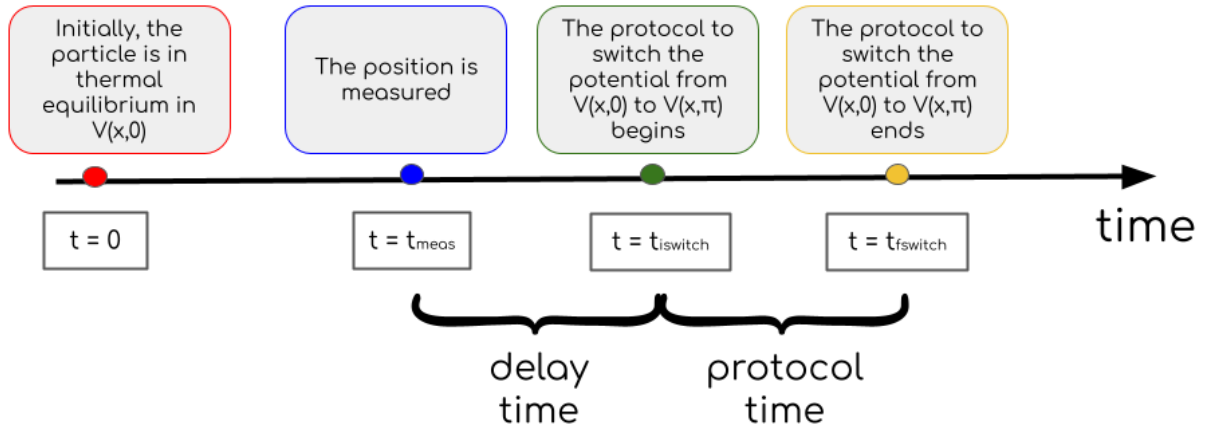 Initially, the
particle is in
thermal
equilibrium in
V(x,0)
The position is
measured
The protocol to
switch the
potential from
V(x,0) to V(x,π)
begins
The protocol to
switch the
potential from
V(x,0) to V(x,π)
ends
time
t = 0
t = tmeas
t = tiswitch
t = tfswitch
delay
time
protocol
time